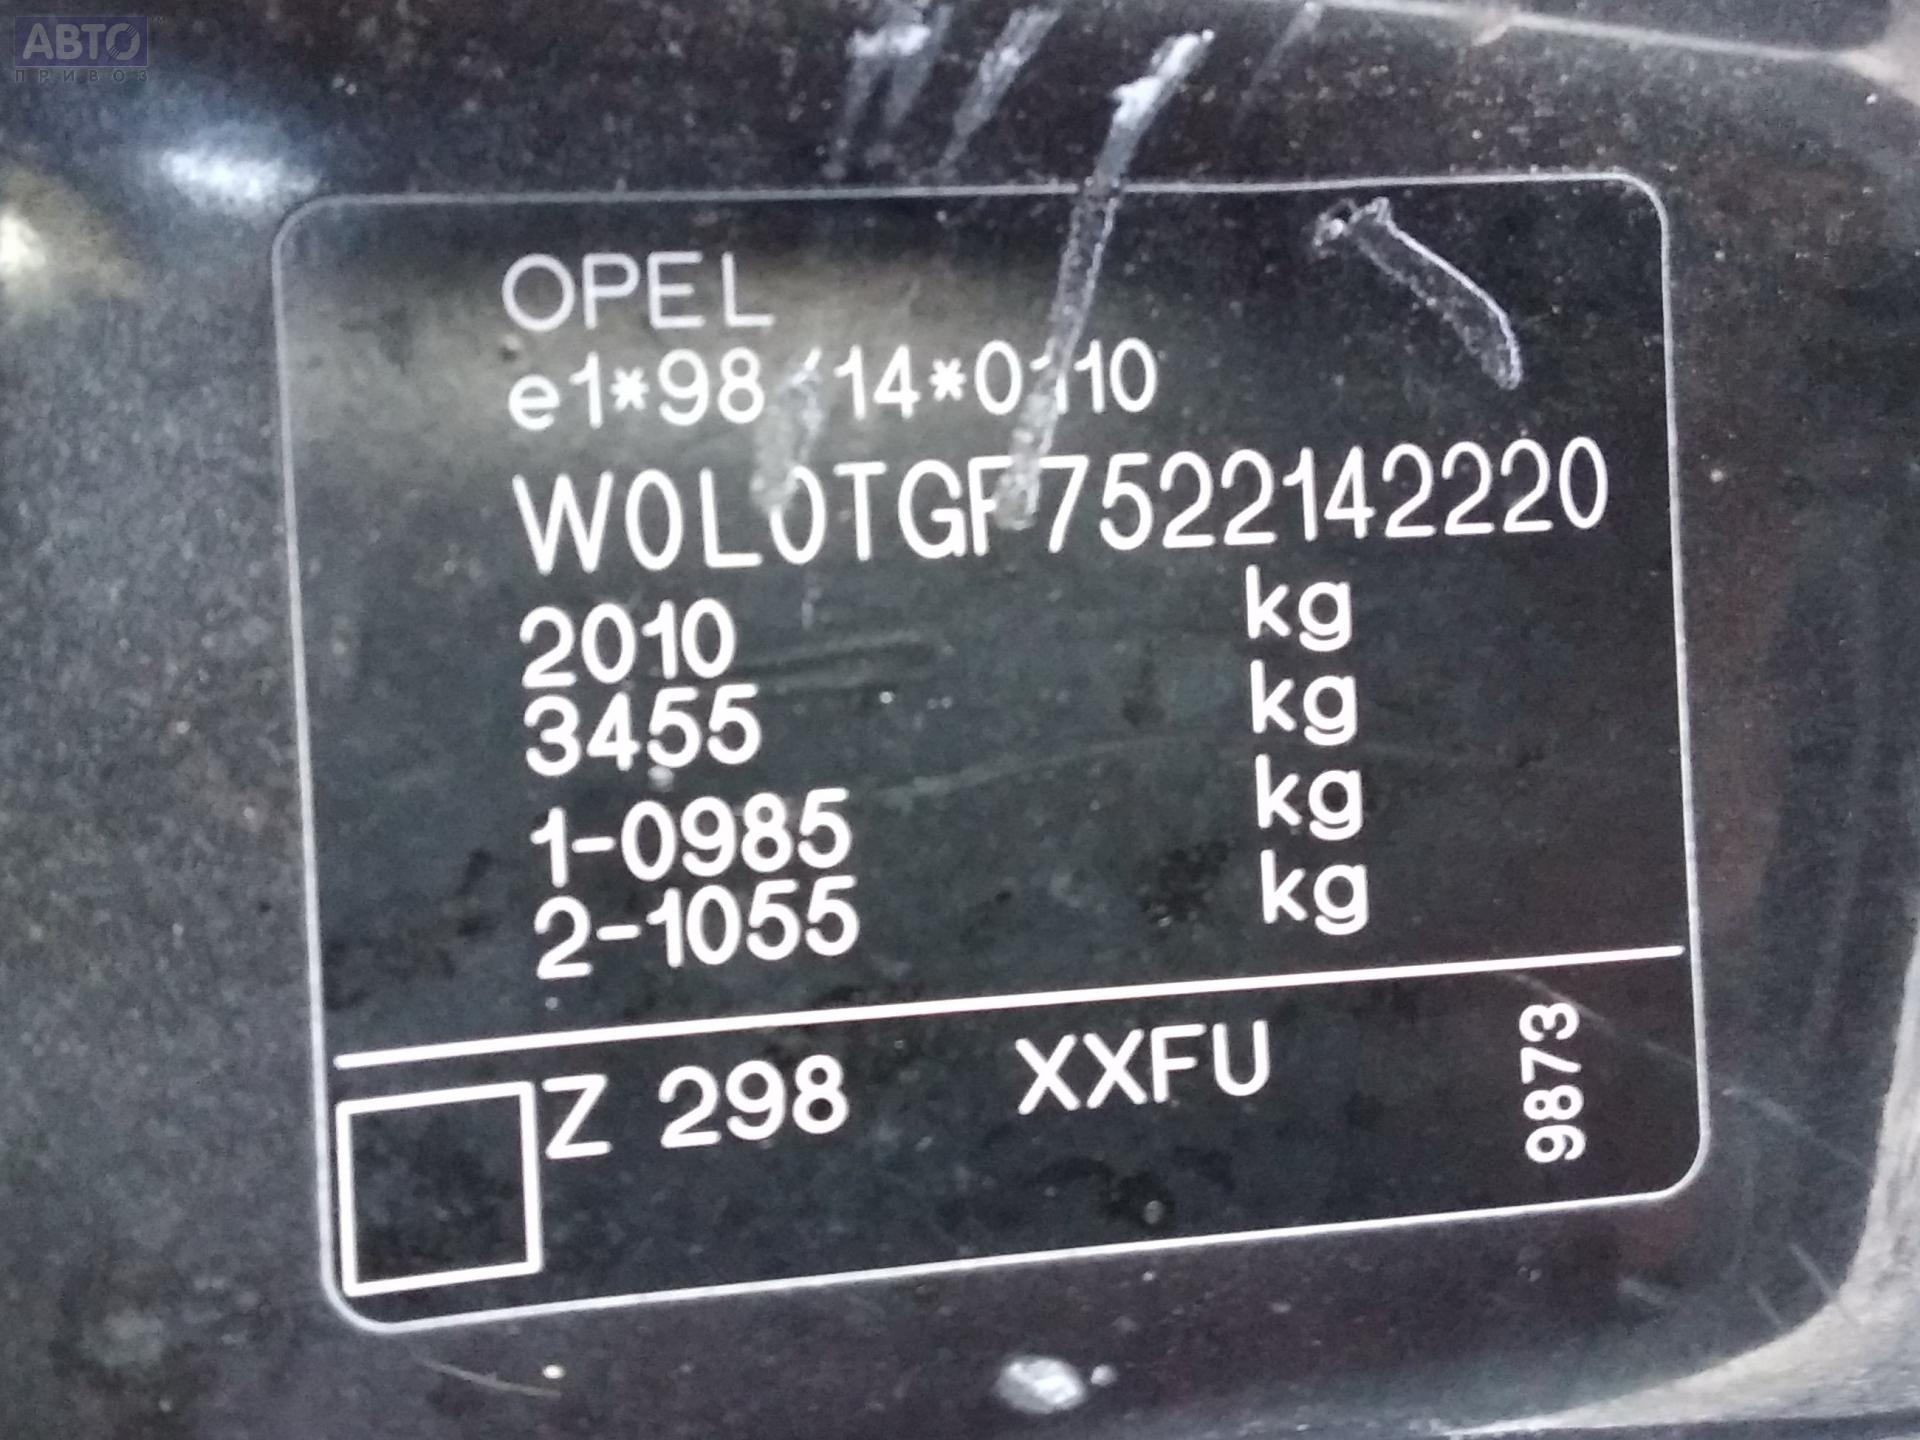 АВТО
ПРИВОЗ
OPEL
e1*98/14*0110
W0L0TGF7522142220
2010 kg
3455 kg
1-0985 kg
2-1055 kg
Z 298 XXFU
9873